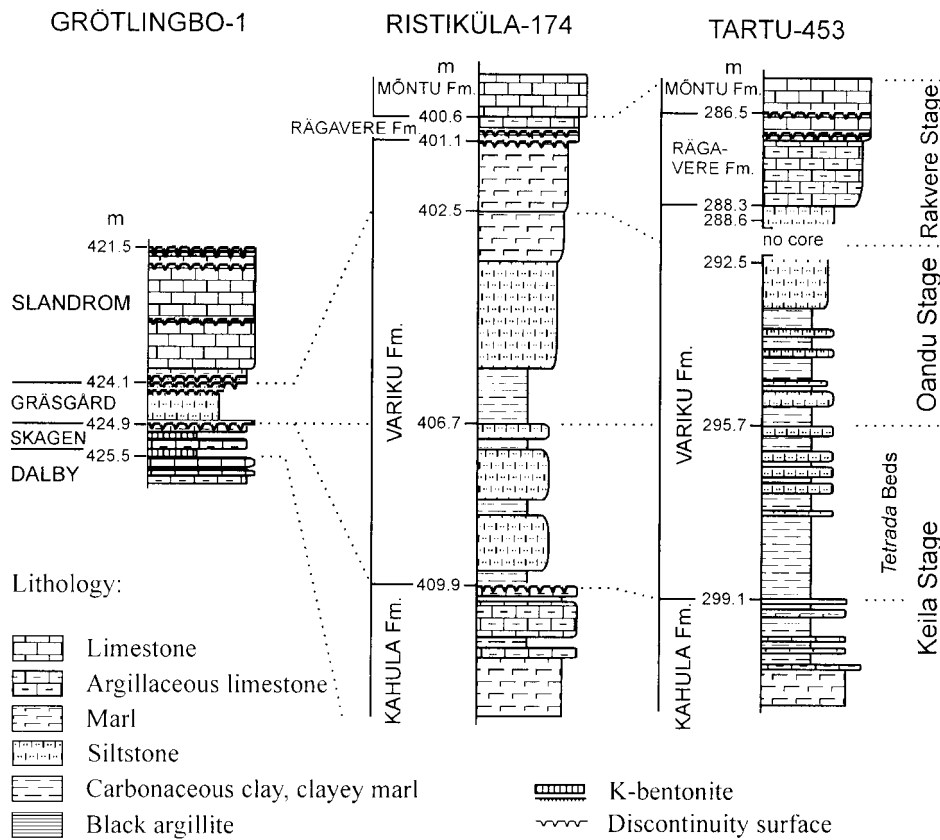 GRÖTLINGBO-1
RISTIKÜLA-174
TARTU-453
m
421.5
SLANDROM
424.1
GRÄSGÅRD
424.9
SKAGEN
425.5
DALBY
m
MÕNTU Fm.
400.6
RÄGAVERE Fm.
401.1
402.5
VARIKU Fm.
406.7
409.9
KAHULA Fm.
m
MÕNTU Fm.
286.5
RÄGA-
VERE Fm.
288.3
288.6
no core
292.5
VARIKU Fm.
295.7
299.1
KAHULA Fm.
Rakvere Stage
Oandu Stage
Tetrada Beds
Keila Stage
Lithology:
Limestone
Argillaceous limestone
Marl
Siltstone
Carbonaceous clay, clayey marl
Black argillite
K-bentonite
Discontinuity surface